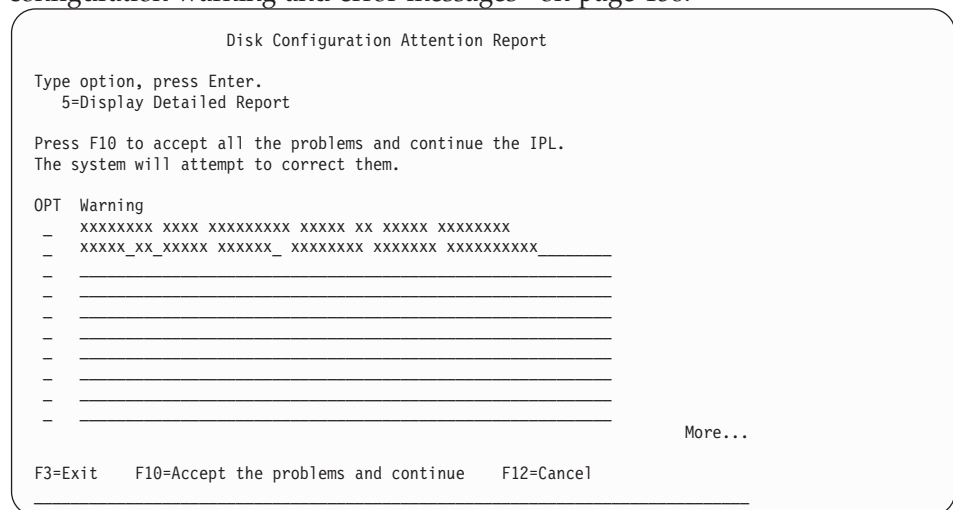 configuration warning and error messages" on page 156.
Disk Configuration Attention Report
Type option, press Enter.
5=Display Detailed Report
Press F10 to accept all the problems and continue the IPL.
The system will attempt to correct them.
OPT Warning
_ xxxxxxxx xxxx xxxxxxxxx xxxxx xx xxxxx xxxxxxxx
_ xxxxx_xx_xxxxx xxxxxx_ xxxxxxxx xxxxxxx xxxxxxxxxx________
More...
F3=Exit F10=Accept the problems and continue F12=Cancel